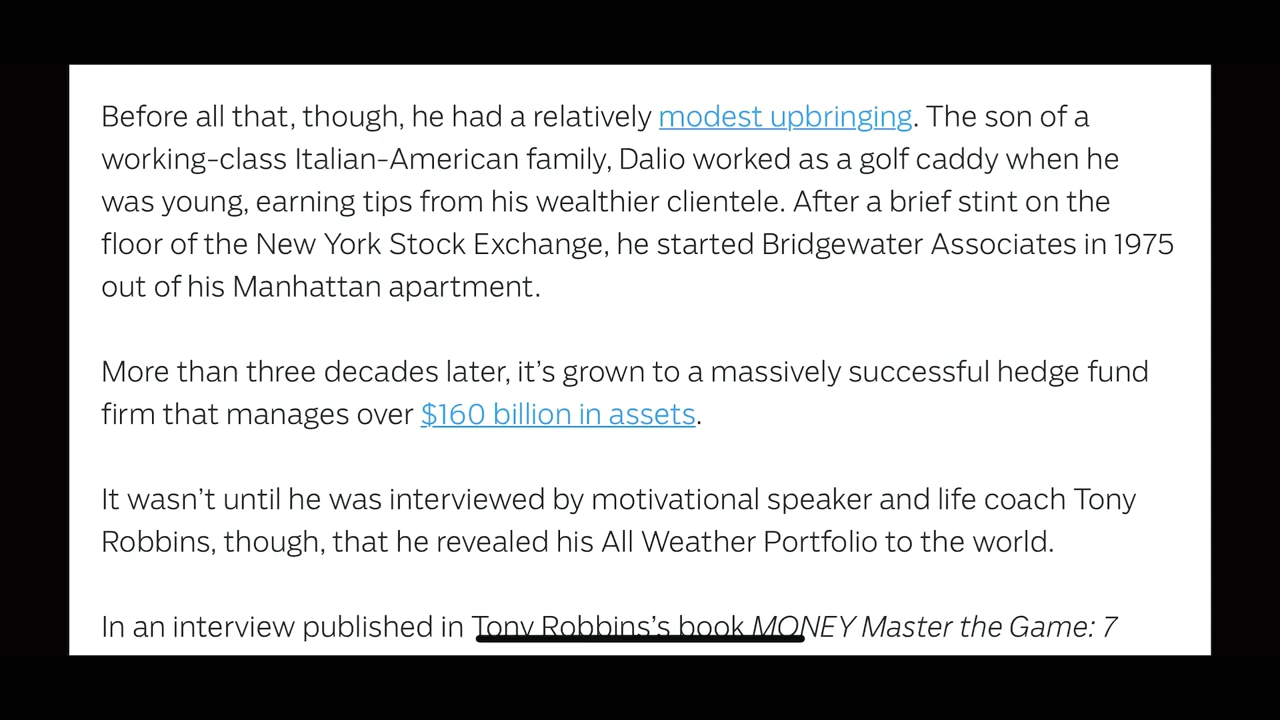 Before all that, though, he had a relatively modest upbringing. The son of a
working-class Italian-American family, Dalio worked as a golf caddy when he
was young, earning tips from his wealthier clientele. After a brief stint on the
floor of the New York Stock Exchange, he started Bridgewater Associates in 1975
out of his Manhattan apartment.
More than three decades later, it’s grown to a massively successful hedge fund
firm that manages over $160 billion in assets.
It wasn’t until he was interviewed by motivational speaker and life coach Tony
Robbins, though, that he revealed his All Weather Portfolio to the world.
In an interview published in Tony Robbins’s book MONEY Master the Game: 7